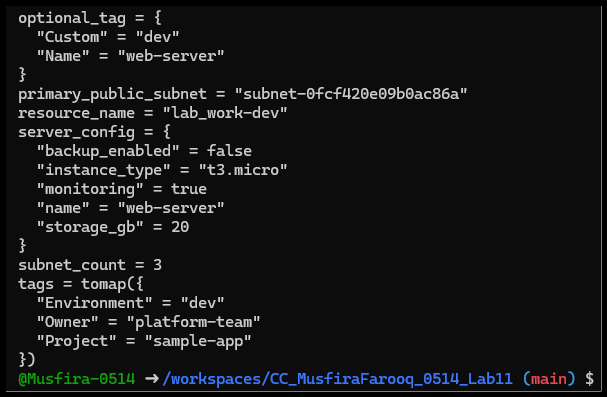 optional_tag = {
  "Custom" = "dev"
  "Name" = "web-server"
}
primary_public_subnet = "subnet-0fcf420e09b0ac86a"
resource_name = "lab_work-dev"
server_config = {
  "backup_enabled" = false
  "instance_type" = "t3.micro"
  "monitoring" = true
  "name" = "web-server"
  "storage_gb" = 20
}
subnet_count = 3
tags = tomap({
  "Environment" = "dev"
  "Owner" = "platform-team"
  "Project" = "sample-app"
})
@Musfira-0514 ➜/workspaces/CC_MusfiraFarooq_0514_Lab11 (main) $